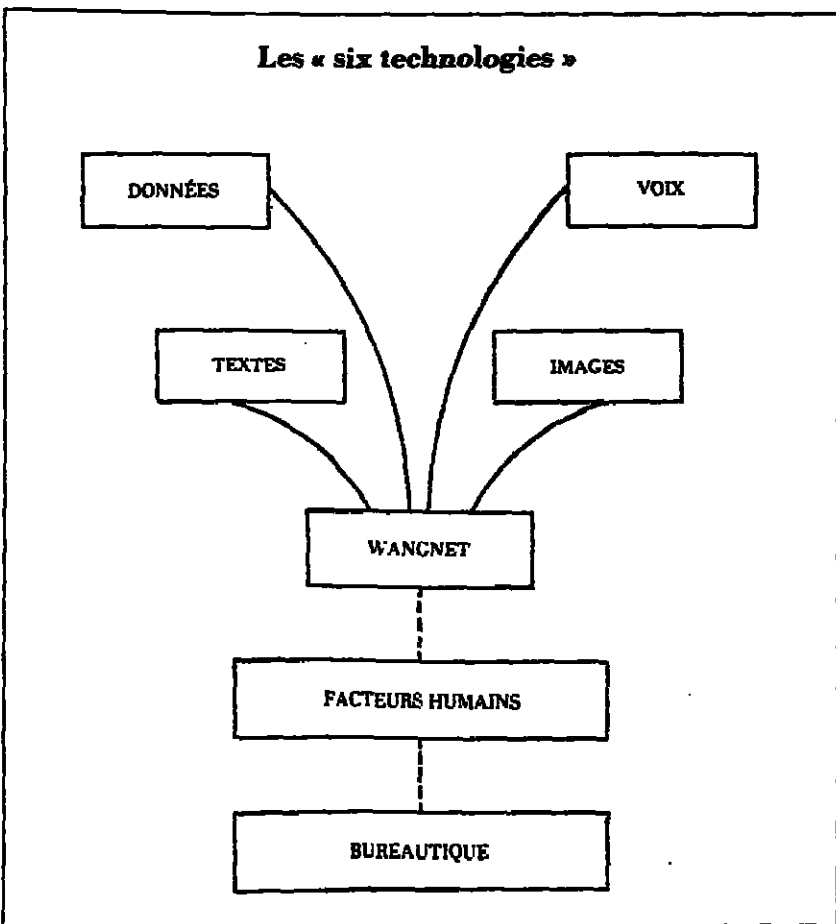 Les « six technologies »
DONNÉES
VOIX
TEXTES
IMAGES
WANGNET
FACTEURS HUMAINS
BUREAUTIQUE